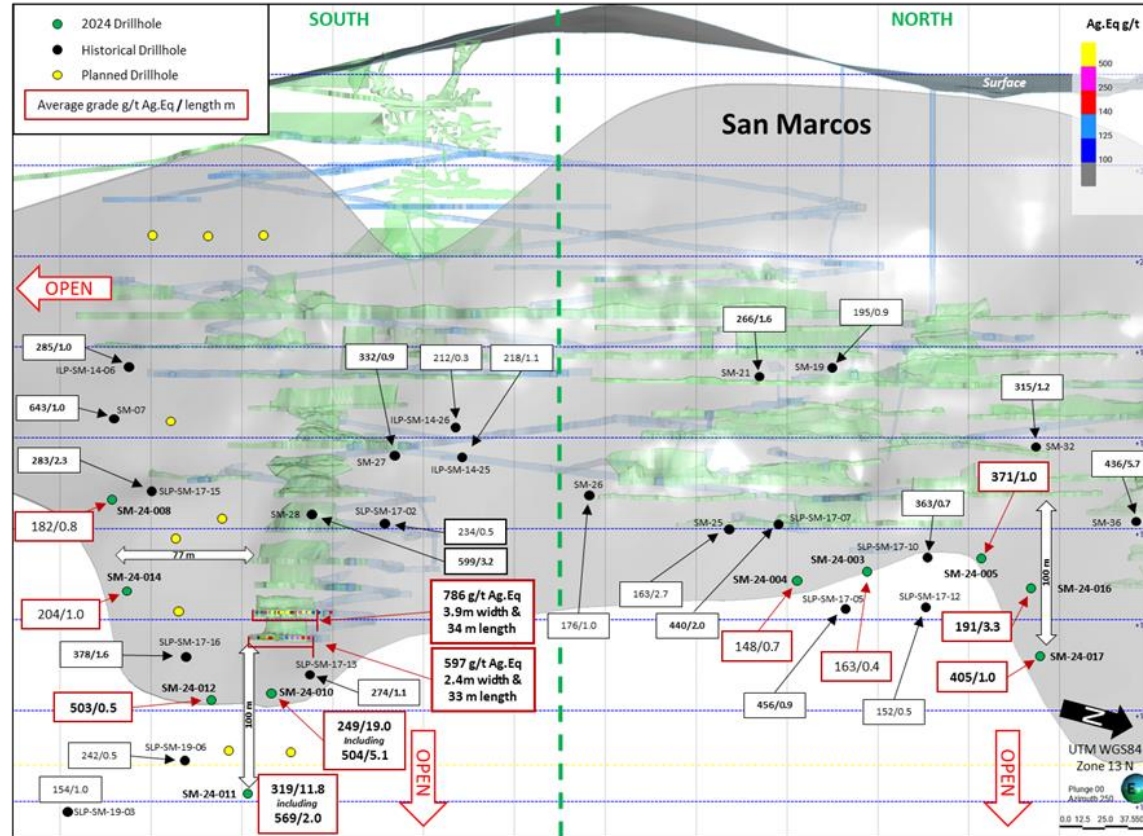 SOUTH
NORTH
2024 Drillhole
Historical Drillhole
Planned Drillhole
Average grade g/t Ag.Eq / length m
Ag.Eq g/t
500
250
140
125
100
Surface
San Marcos
OPEN
285/1.0
ILP-SM-14-06
643/1.0
SM-07
283/2.3
SLP-SM-17-15
182/0.8
SM-24-008
77 m
SM-24-014
204/1.0
SLP-SM-17-16
378/1.6
SM-24-012
503/0.5
SLP-SM-19-06
242/0.5
154/1.0
SLP-SM-19-03
SM-24-011
319/11.8
including
569/2.0
100 m
SM-24-010
249/19.0
Including
504/5.1
SLP-SM-17-13
274/1.1
OPEN
332/0.9
212/0.3
218/1.1
ILP-SM-14-26
SM-27
ILP-SM-14-25
SM-28
SLP-SM-17-02
234/0.5
599/3.2
786 g/t Ag.Eq
3.9m width &
34 m length
597 g/t Ag.Eq
2.4m width &
33 m length
SM-26
176/1.0
266/1.6
SM-21
195/0.9
SM-19
SM-25
163/2.7
SLP-SM-17-07
440/2.0
SM-24-004
148/0.7
SM-24-003
163/0.4
SLP-SM-17-05
456/0.9
363/0.7
SLP-SM-17-10
SLP-SM-17-12
152/0.5
315/1.2
SM-32
371/1.0
SM-24-005
436/5.7
SM-36
100 m
SM-24-016
191/3.3
SM-24-017
405/1.0
OPEN
N
UTM WGS84
Zone 13 N
Plunge 00
Azimuth 250
E
0.0 12.5 25.0 37.5